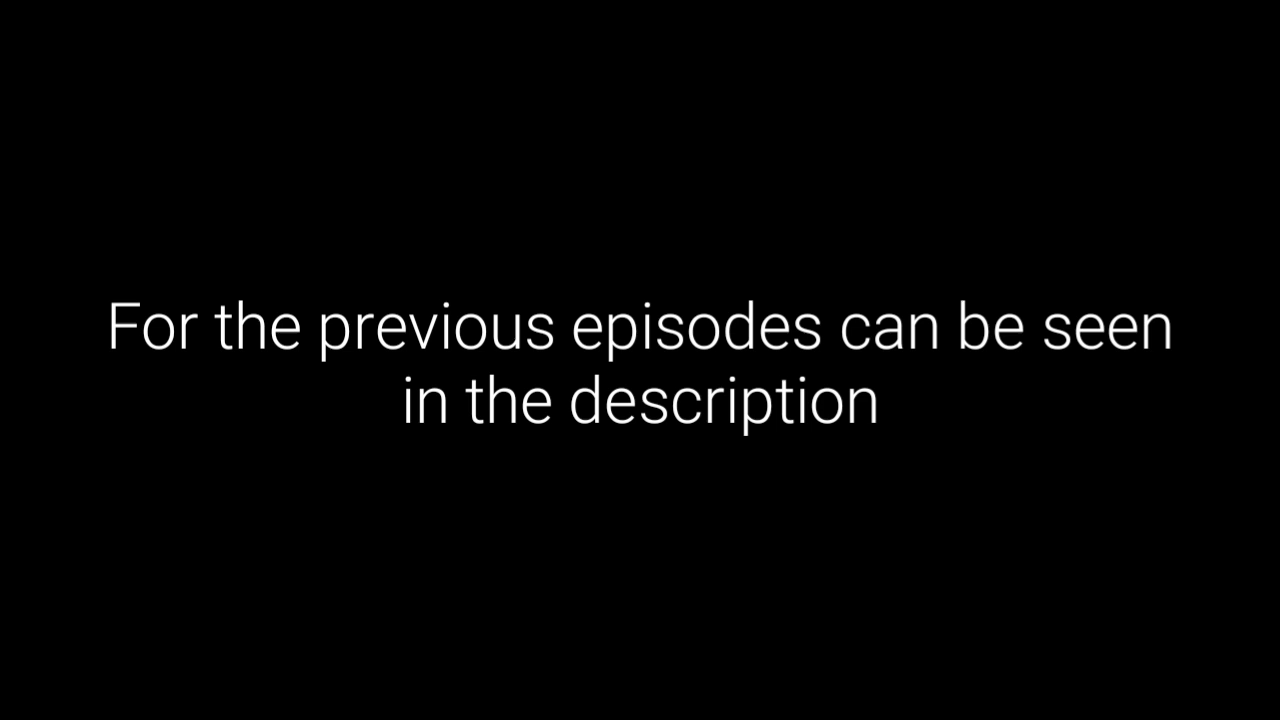 For the previous episodes can be seen
in the description